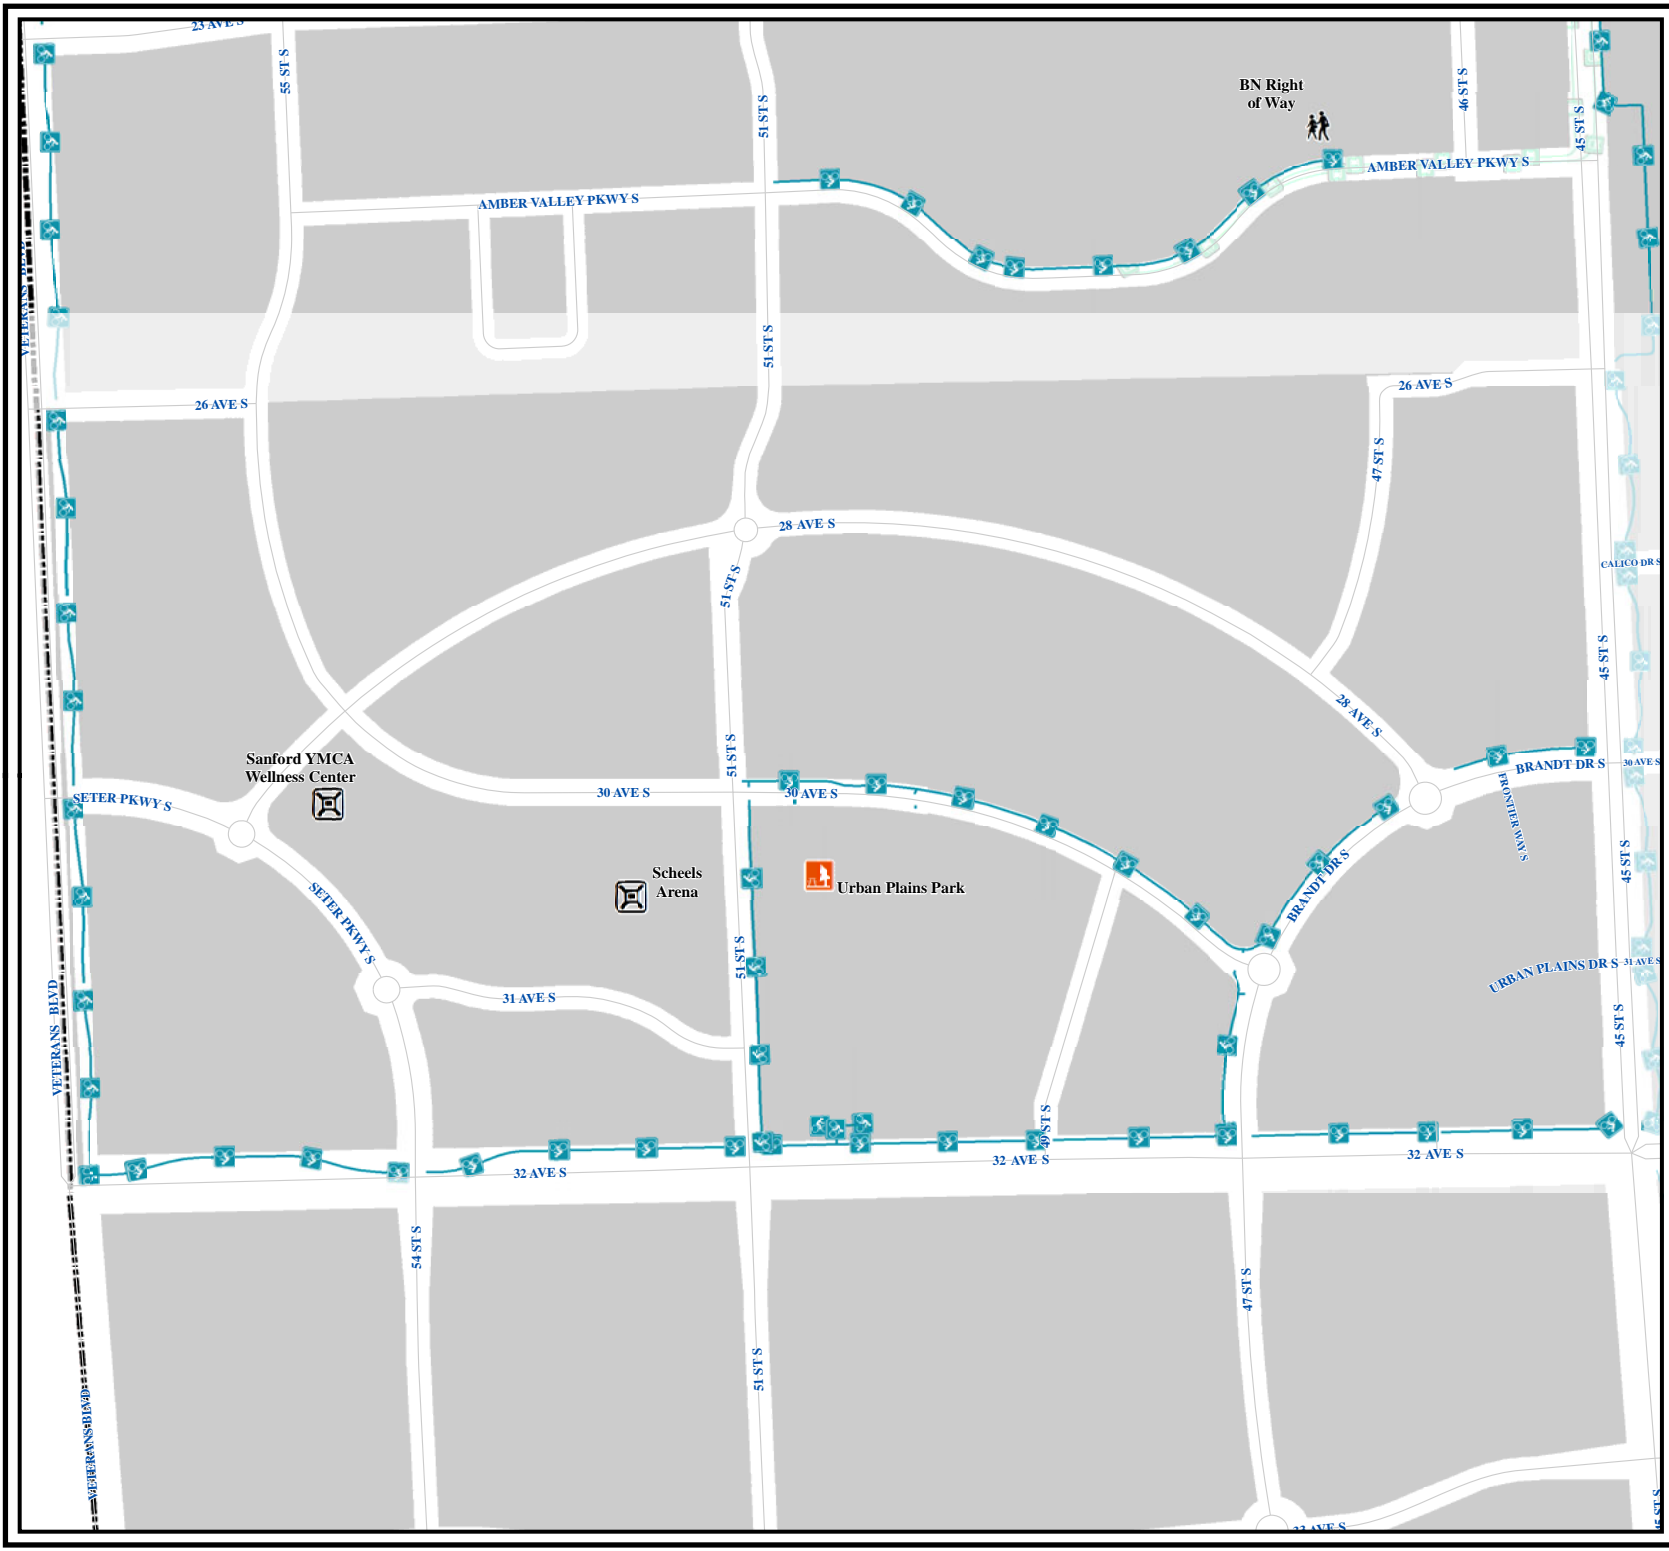 23 AVE S
55 ST S
51 ST S
BN Right
of Way
46 ST S
45 ST S
AMBER VALLEY PKWY S
AMBER VALLEY PKWY S
VETERANS BLVD
51 ST S
26 AVE S
26 AVE S
47 ST S
28 AVE S
51 ST S
CALICO DR S
45 ST S
28 AVE S
Sanford YMCA
Wellness Center
51 ST S
BRANDT DR S
30 AVE S
SETER PKWY S
30 AVE S
30 AVE S
FRONTIER WAY S
Scheels
Arena
Urban Plains Park
BRANDT DR S
45 ST S
SETER PKWY S
51 ST S
URBAN PLAINS DR S
31 AVE S
31 AVE S
VETERANS BLVD
45 ST S
49 ST S
32 AVE S
32 AVE S
32 AVE S
54 ST S
47 ST S
51 ST S
VETERANS BLVD
45 ST S
23 AVE S